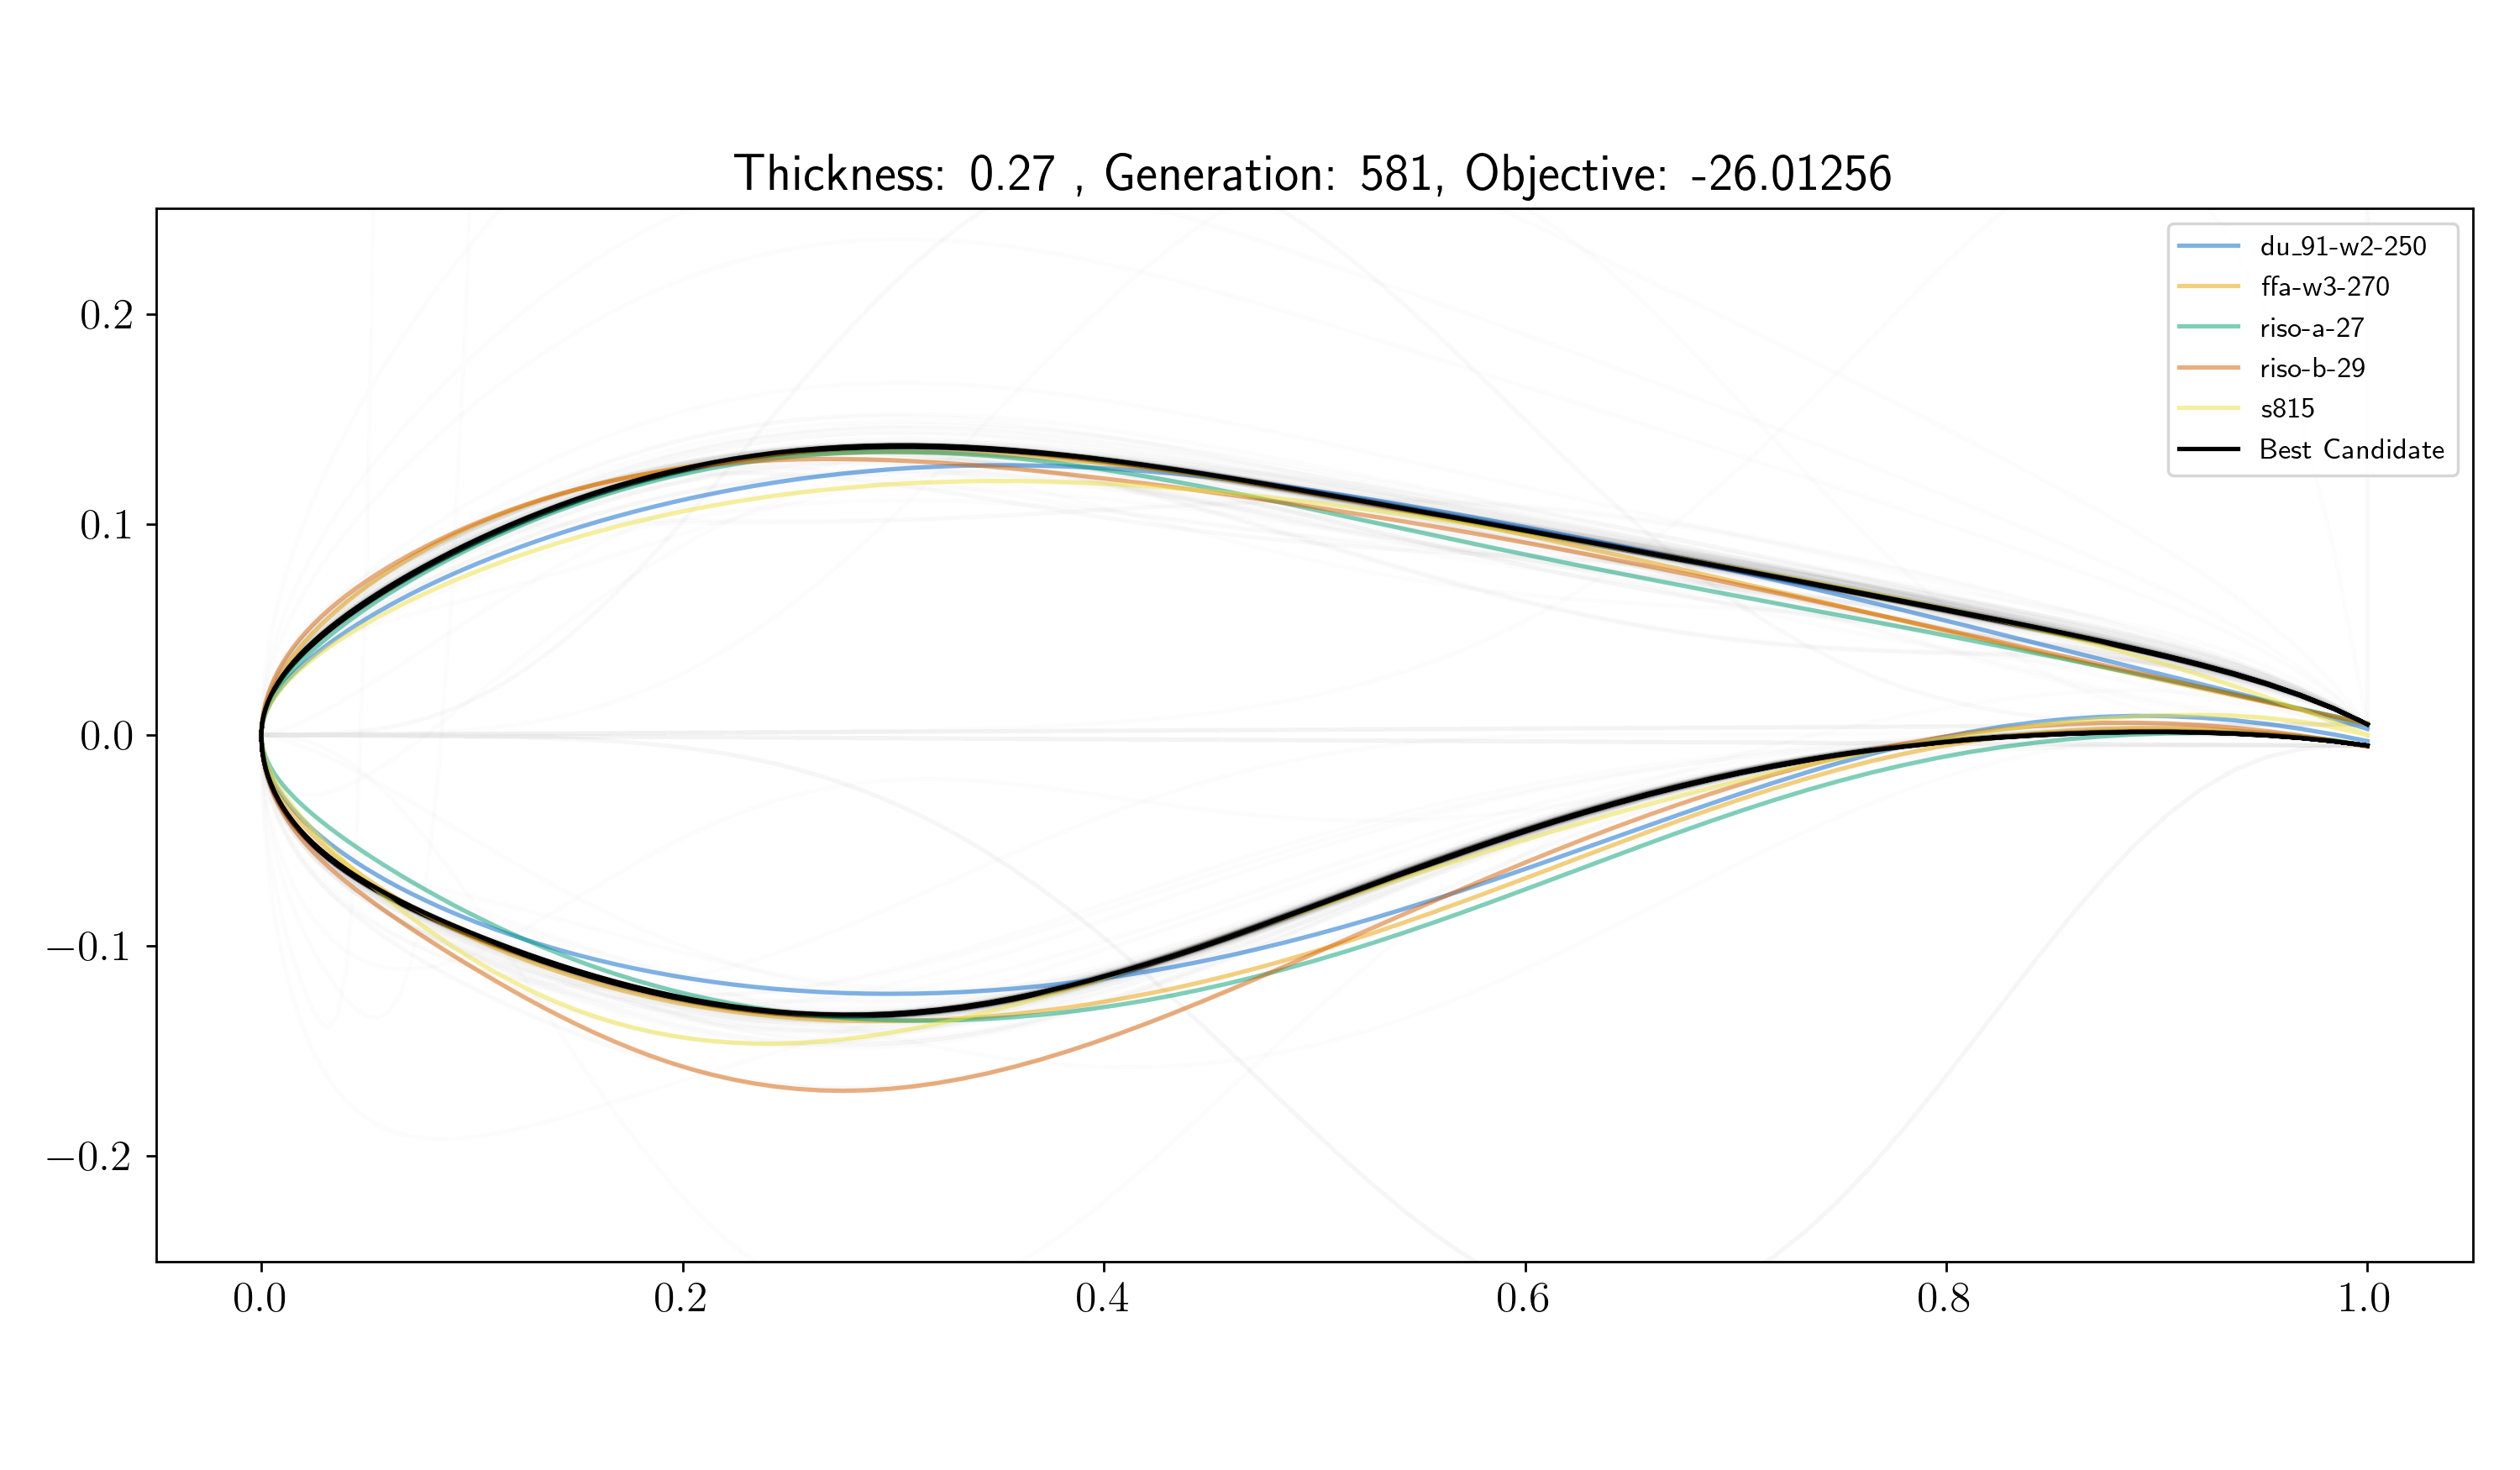 Thickness: 0.27 , Generation: 581, Objective: -26.01256
du_91-w2-250
ffa-w3-270
riso-a-27
riso-b-29
s815
Best Candidate
0.2
0.1
0.0
−0.1
−0.2
0.0 0.2 0.4 0.6 0.8 1.0